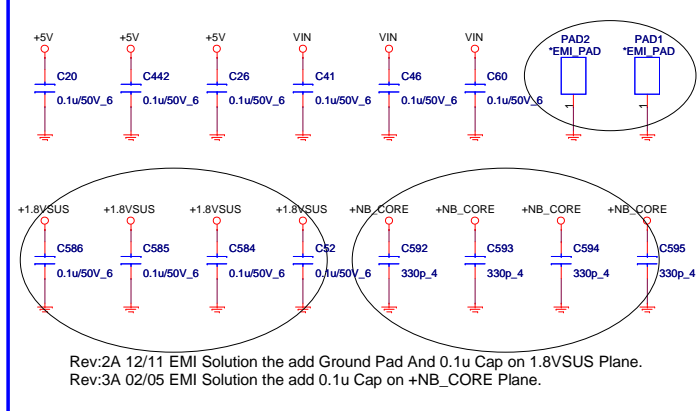 +5V +5V +5V VIN VIN VIN PAD2 PAD1
*EMI_PAD *EMI_PAD
C20 C442 C26 C41 C46 C60
0.1u/50V_6 0.1u/50V_6 0.1u/50V_6 0.1u/50V_6 0.1u/50V_6 0.1u/50V_6
1 1
+1.8VSUS +1.8VSUS +1.8VSUS +1.8VSUS +NB_CORE +NB_CORE +NB_CORE +NB_CORE
C586 C585 C584 C52 C592 C593 C594 C595
0.1u/50V_6 0.1u/50V_6 0.1u/50V_6 0.1u/50V_6 330p_4 330p_4 330p_4 330p_4
Rev:2A 12/11 EMI Solution the add Ground Pad And 0.1u Cap on 1.8VSUS Plane.
Rev:3A 02/05 EMI Solution the add 0.1u Cap on +NB_CORE Plane.